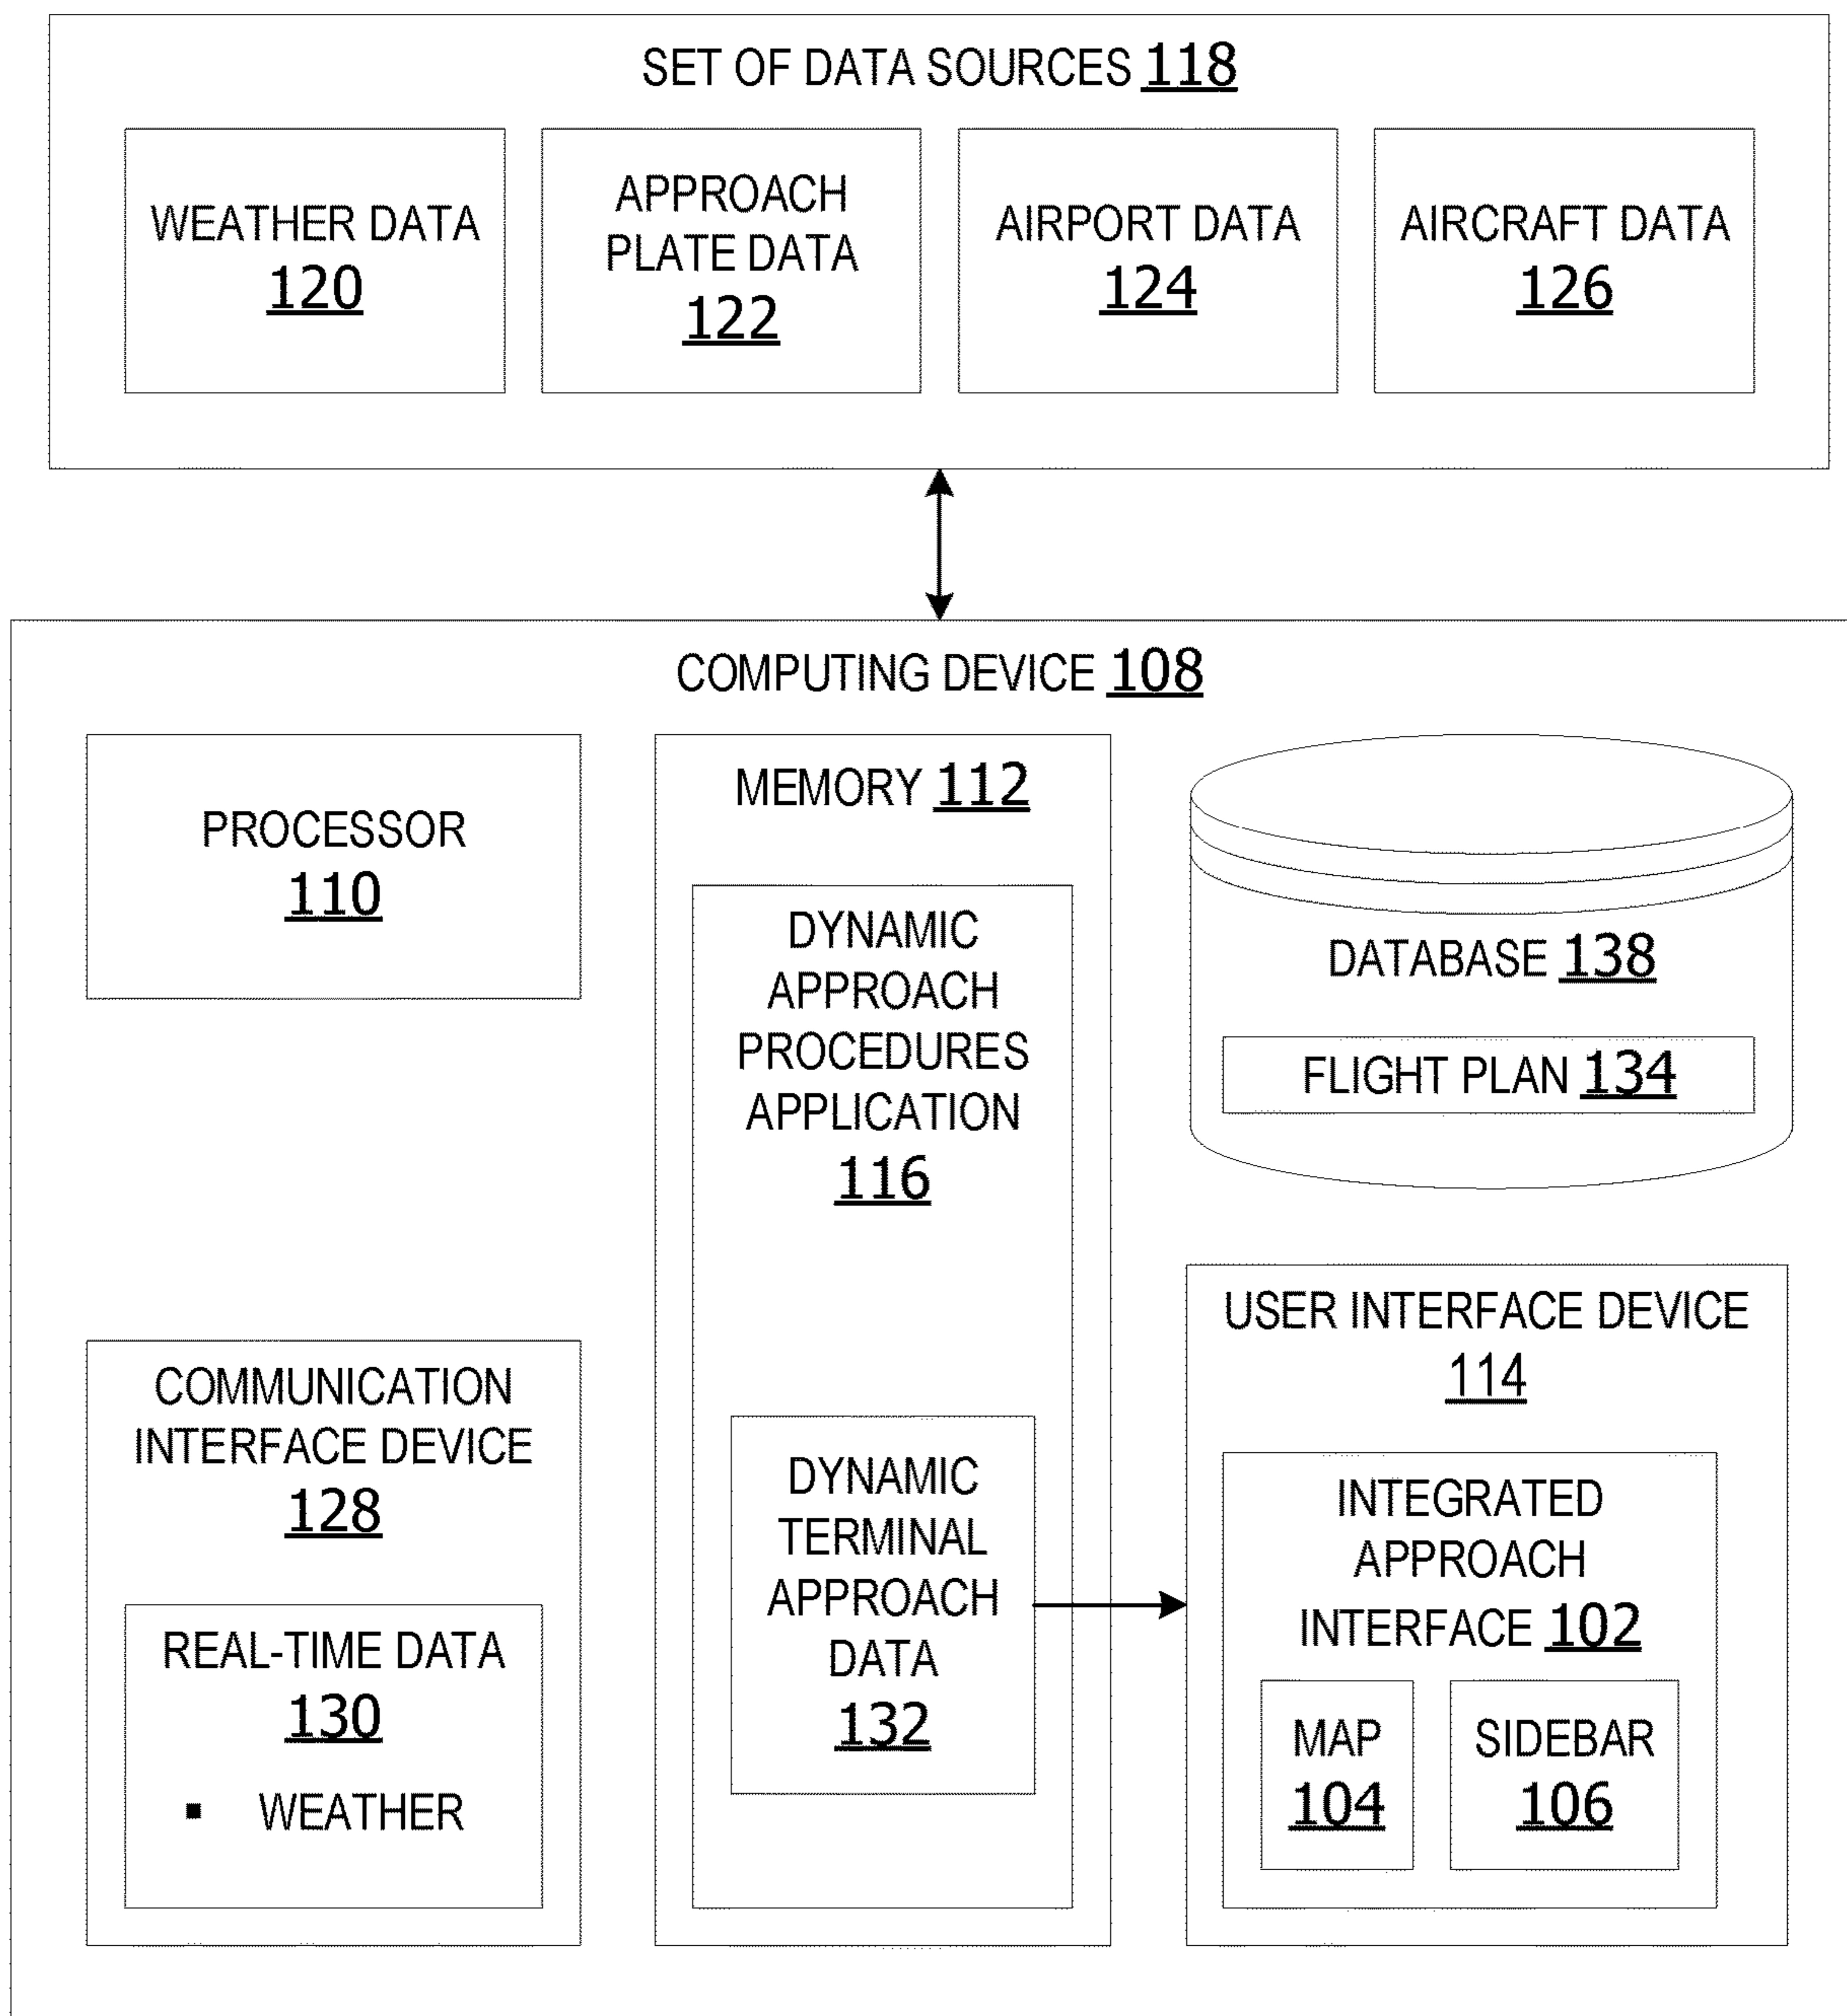 SET OF DATA SOURCES 118
WEATHER DATA
120
APPROACH
PLATE DATA
122
AIRPORT DATA
124
AIRCRAFT DATA
126
COMPUTING DEVICE 108
PROCESSOR
110
MEMORY 112
DYNAMIC
APPROACH
PROCEDURES
APPLICATION
116
DATABASE 138
FLIGHT PLAN 134
COMMUNICATION
INTERFACE DEVICE
128
REAL-TIME DATA
130
▪ WEATHER
DYNAMIC
TERMINAL
APPROACH
DATA
132
USER INTERFACE DEVICE
114
INTEGRATED
APPROACH
INTERFACE 102
MAP
104
SIDEBAR
106